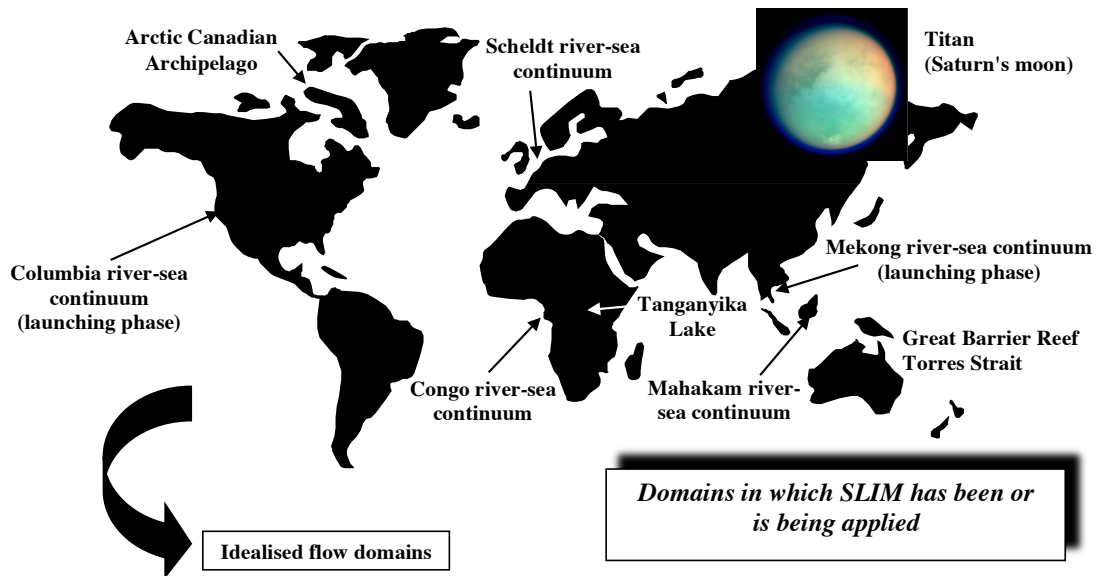 Arctic Canadian
Archipelago
Scheldt river-sea
continuum
Titan
(Saturn's moon)
Columbia river-sea
continuum
(launching phase)
Mekong river-sea continuum
(launching phase)
Tanganyika
Lake
Congo river-sea
continuum
Mahakam river-
sea continuum
Great Barrier Reef
Torres Strait
Idealised flow domains
Domains in which SLIM has been or
is being applied